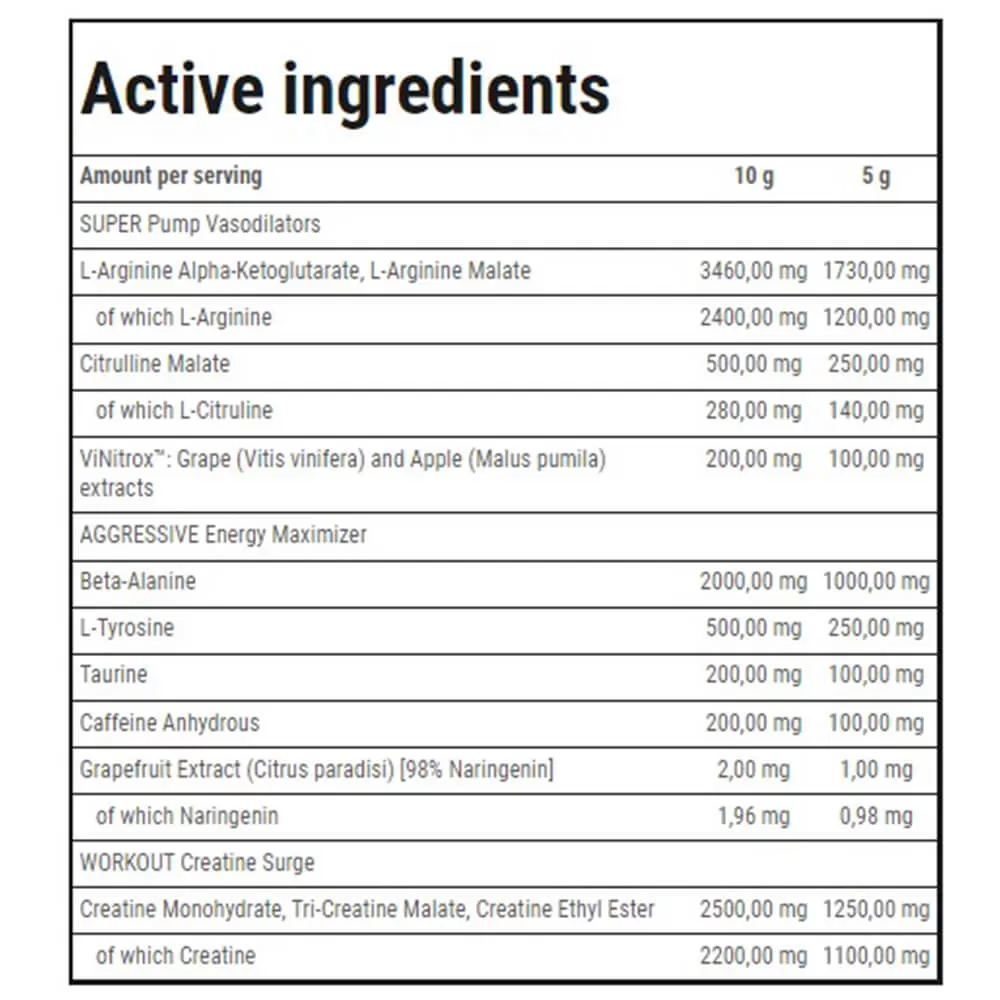 Active ingredients
Amount per serving 10 g 5 g
SUPER Pump Vasodilators
L-Arginine Alpha-Ketoglutarate, L-Arginine Malate 3460,00 mg 1730,00 mg
of which L-Arginine 2400,00 mg 1200,00 mg
Citrulline Malate 500,00 mg 250,00 mg
of which L-Citruline 280,00 mg 140,00 mg
ViNitrox™: Grape (Vitis vinifera) and Apple (Malus pumila) 200,00 mg 100,00 mg
extracts
AGGRESSIVE Energy Maximizer
Beta-Alanine 2000,00 mg 1000,00 mg
L-Tyrosine 500,00 mg 250,00 mg
Taurine 200,00 mg 100,00 mg
Caffeine Anhydrous 200,00 mg 100,00 mg
Grapefruit Extract (Citrus paradisi) [98% Naringenin] 2,00 mg 1,00 mg
of which Naringenin 1,96 mg 0,98 mg
WORKOUT Creatine Surge
Creatine Monohydrate, Tri-Creatine Malate, Creatine Ethyl Ester 2500,00 mg 1250,00 mg
of which Creatine 2200,00 mg 1100,00 mg